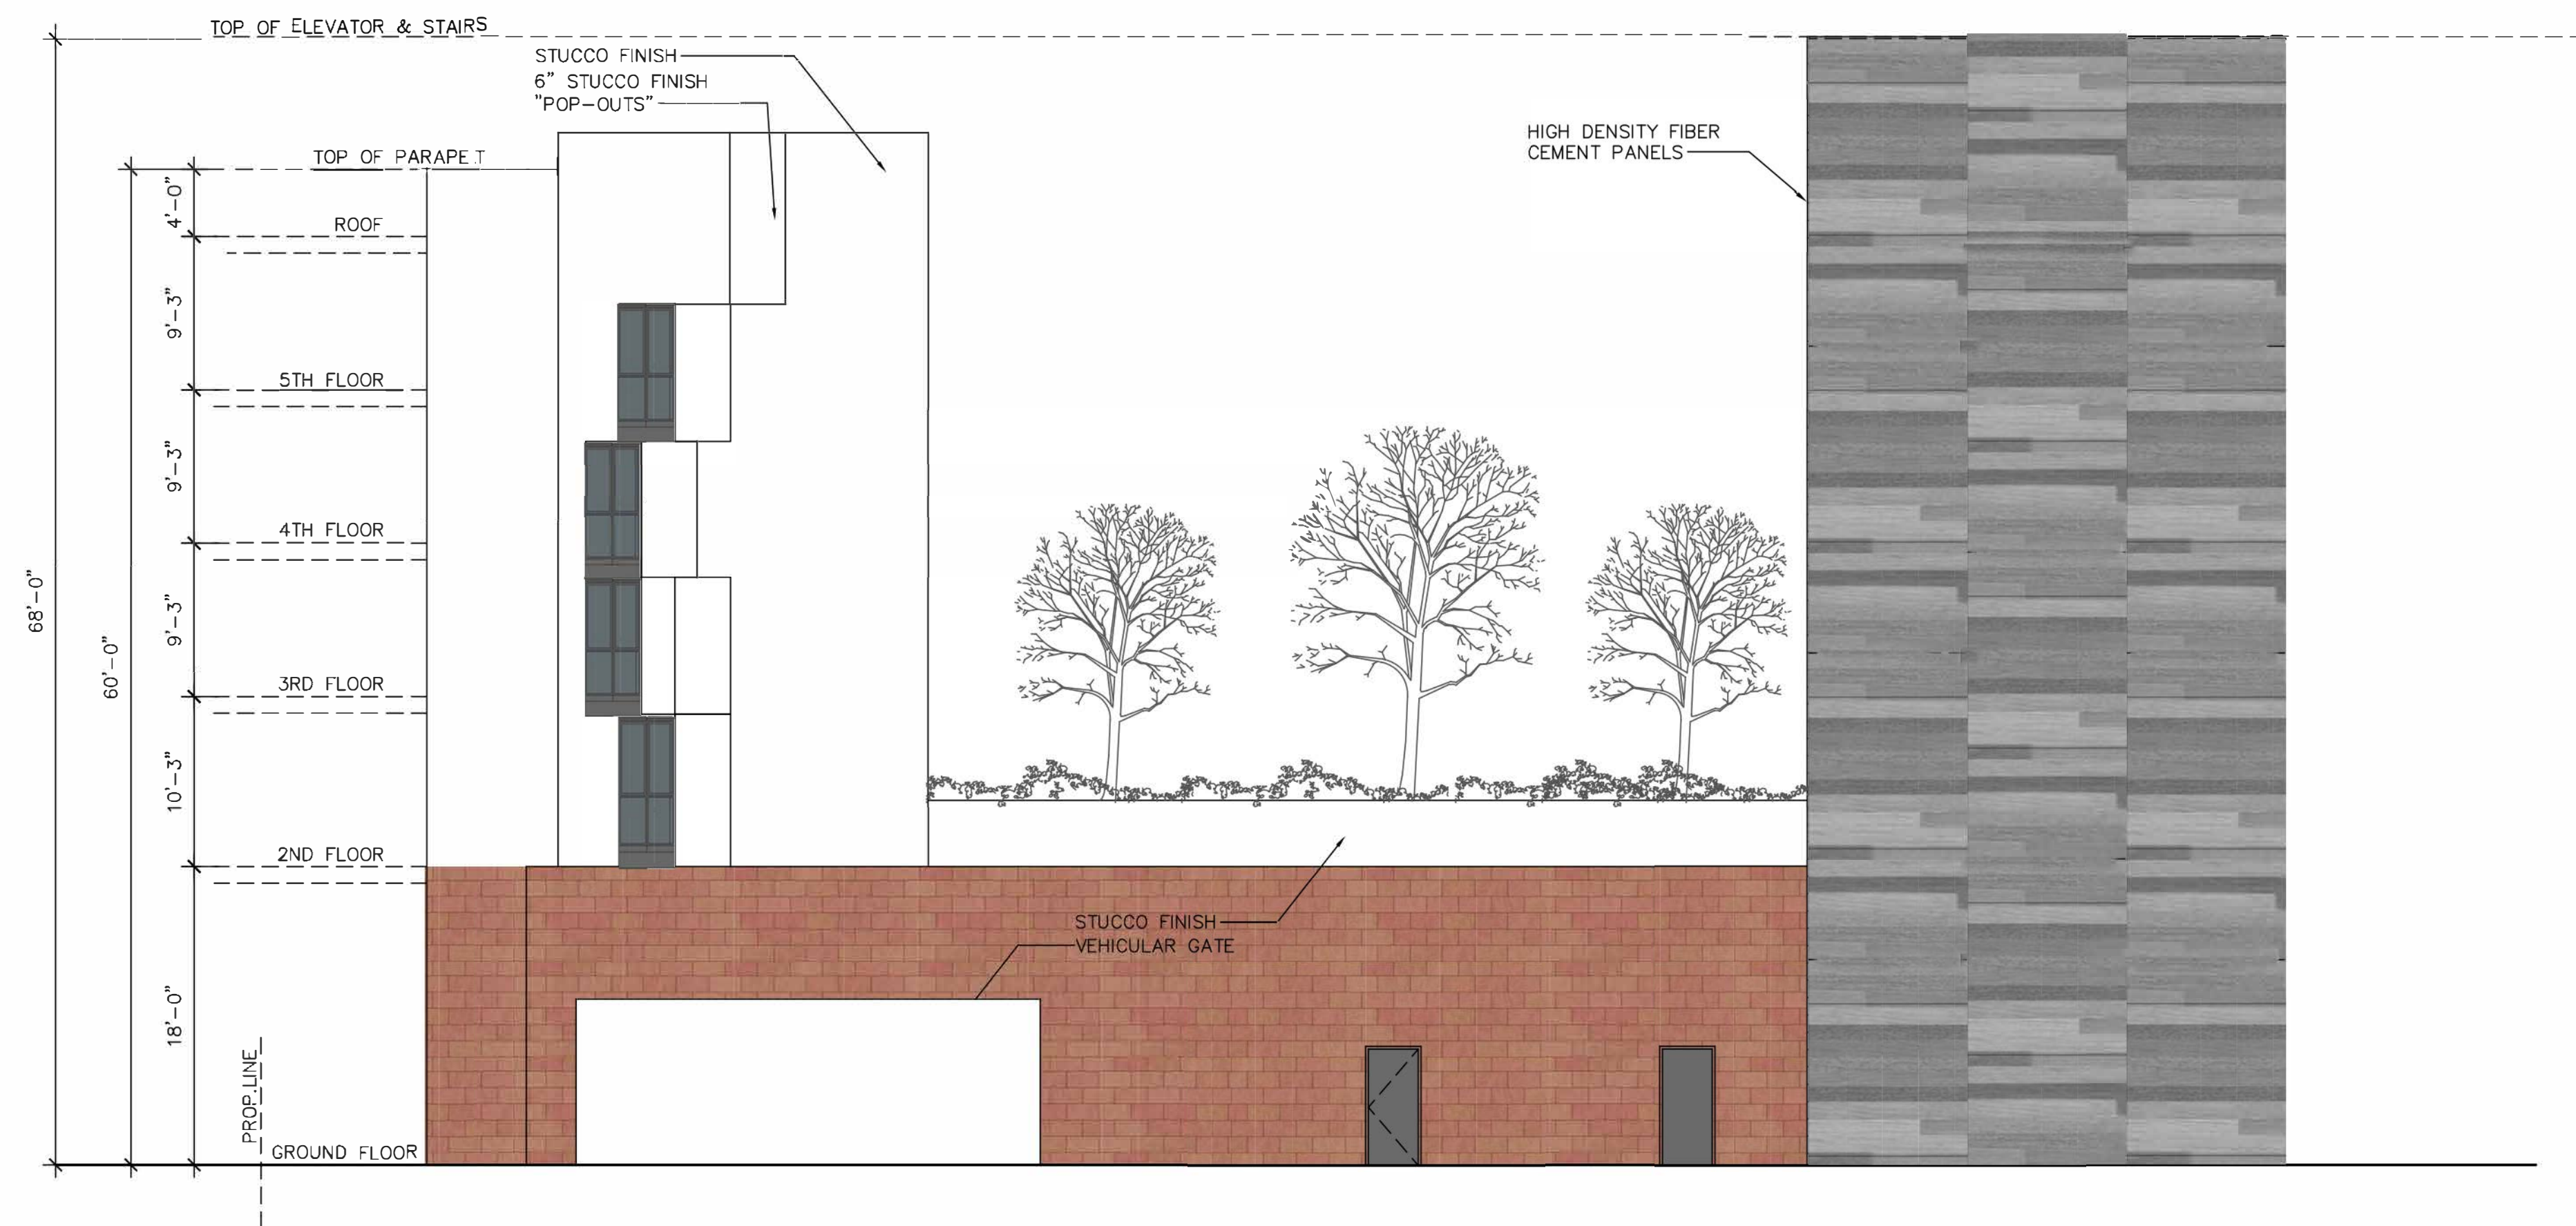 TOP OF ELEVATOR & STAIRS
STUCCO FINISH
6" STUCCO FINISH
"POP-OUTS"
HIGH DENSITY FIBER
CEMENT PANELS
TOP OF PARAPET
4'-0"
ROOF
9'-3"
5TH FLOOR
9'-3"
4TH FLOOR
68'-0"
9'-3"
60'-0"
3RD FLOOR
10'-3"
2ND FLOOR
STUCCO FINISH
VEHICULAR GATE
18'-0"
PROP.LINE
GROUND FLOOR